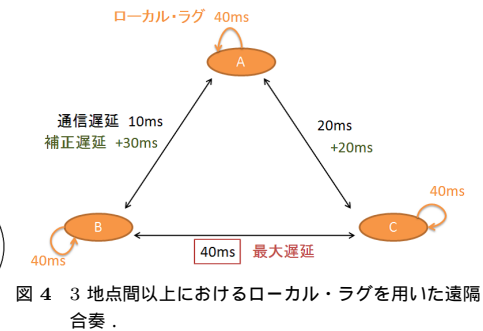 ローカル・ラグ 40ms
A
通信遅延 10ms
補正遅延 +30ms
20ms
+20ms
40ms
B
C
40ms
40ms 最大遅延
図 4 3 地点間以上におけるローカル・ラグを用いた遠隔
合奏．